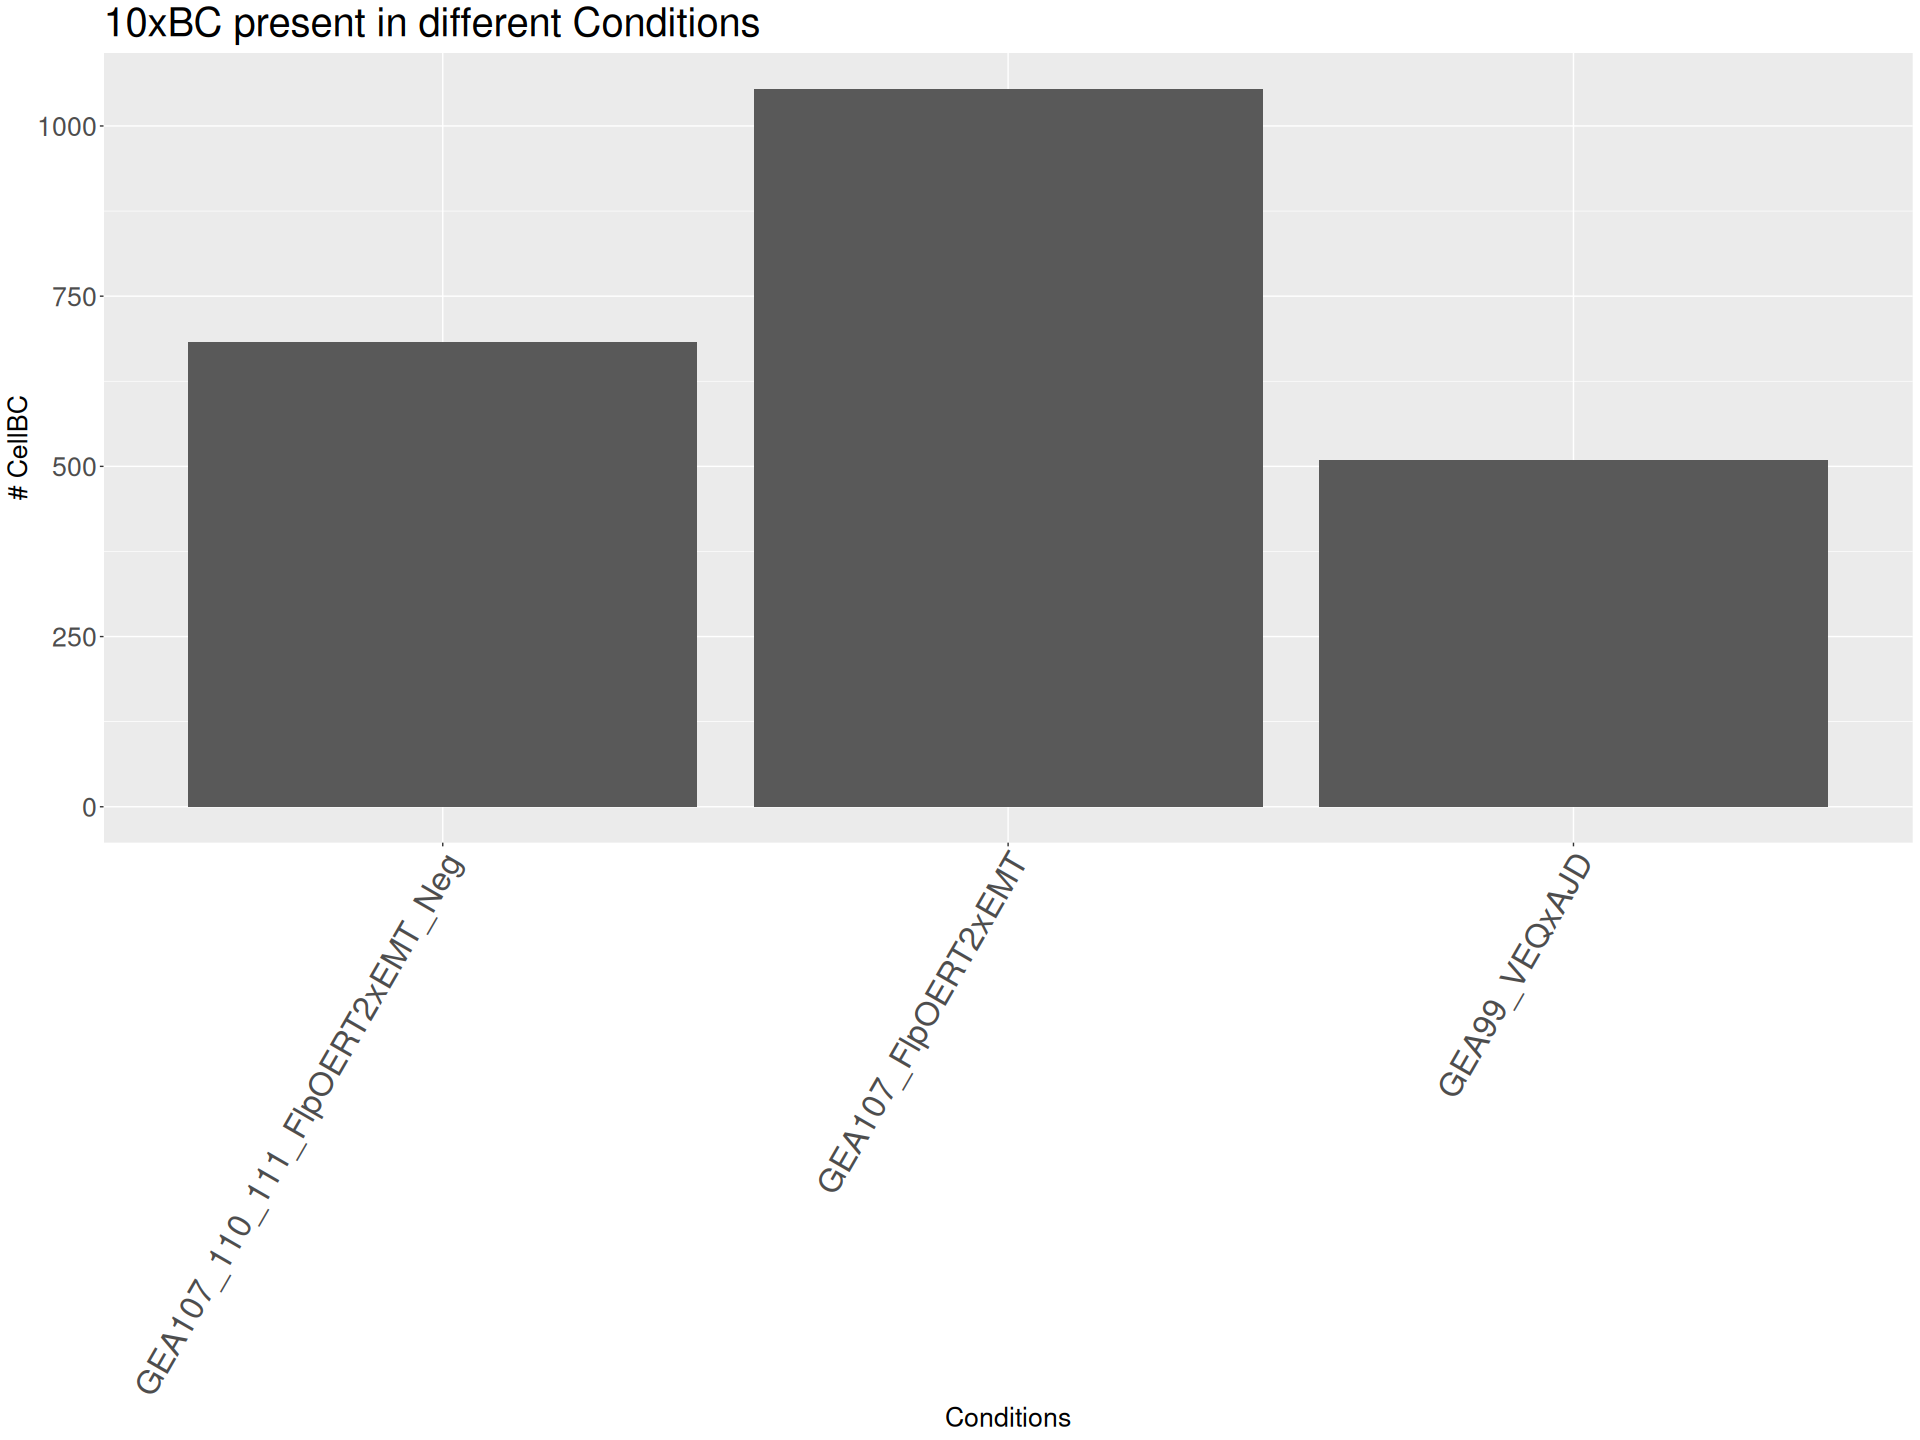 10xBC present in different Conditions
# CellBC
1000
750
500
250
0
GEA107_110_111_FlpOERT2xEMT_Neg
GEA107_FlpOERT2xEMT
GEA99_VEQxAJD
Conditions